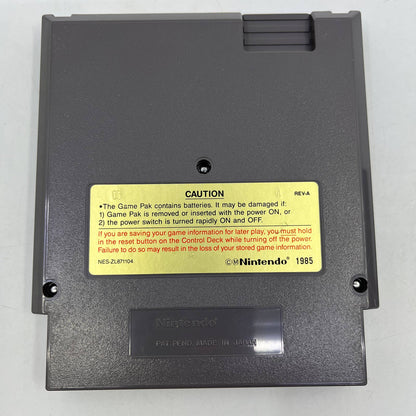 CAUTION REV-A
•The Game Pak contains batteries. It may be damaged if:
1) Game Pak is removed or inserted with the power ON, or
2) the power switch is turned rapidly ON and OFF.
If you are saving your game information for later play, you must hold
in the reset button on the Control Deck while turning off the power.
Failure to do so may result in the loss of your stored game information.
NES-ZL871104
©ⓂNintendo® 1985
Nintendo
PAT. PEND. MADE IN JAPAN